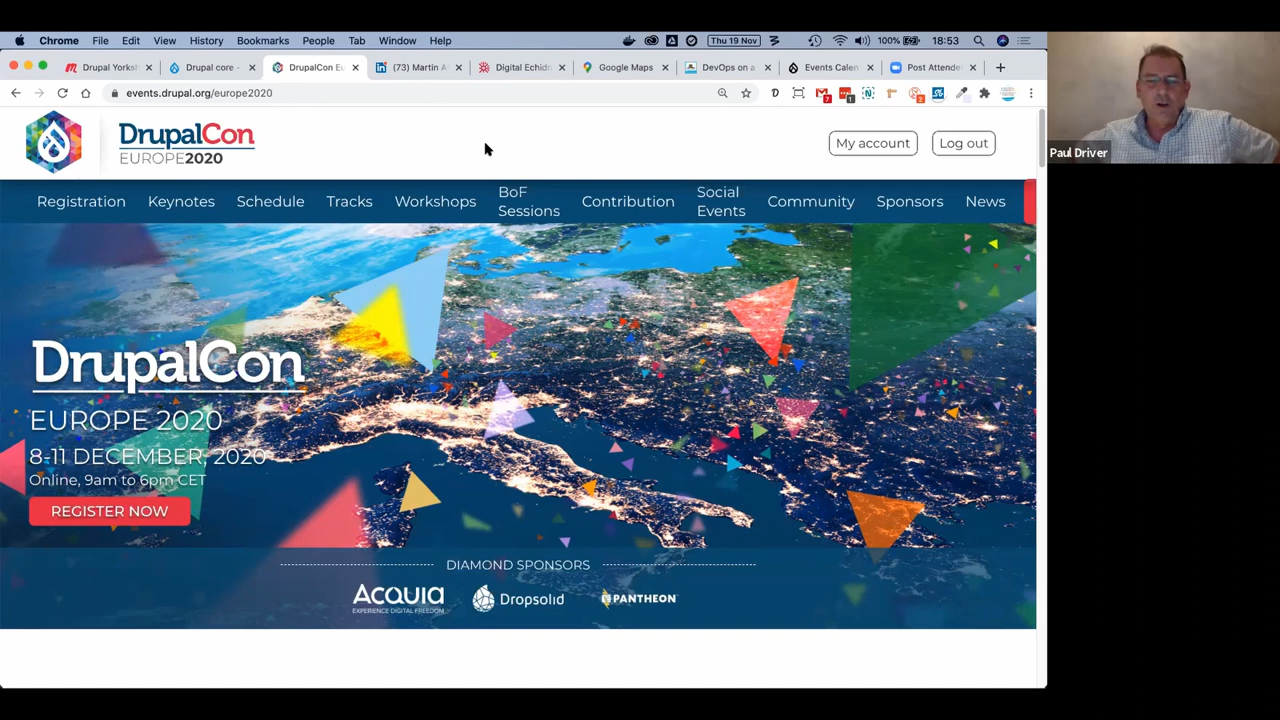 Chrome File Edit View History Bookmarks People Tab Window Help Thu 19 Nov 100% 18:53
Drupal Yorksh Drupal core - DrupalCon Eu (73) Martin A Digital Echidn Google Maps DevOps on a Events Calen Post Attende
events.drupal.org/europe2020
7 1 2
DrupalCon
EUROPE2020
My account Log out
Registration Keynotes Schedule Tracks Workshops BoF Sessions Contribution Social Events Community Sponsors News
Paul Driver
DrupalCon
EUROPE 2020
8-11 DECEMBER, 2020
Online, 9am to 6pm CET
REGISTER NOW
DIAMOND SPONSORS
ACQUIA
EXPERIENCE DIGITAL FREEDOM
Dropsolid
PANTHEON